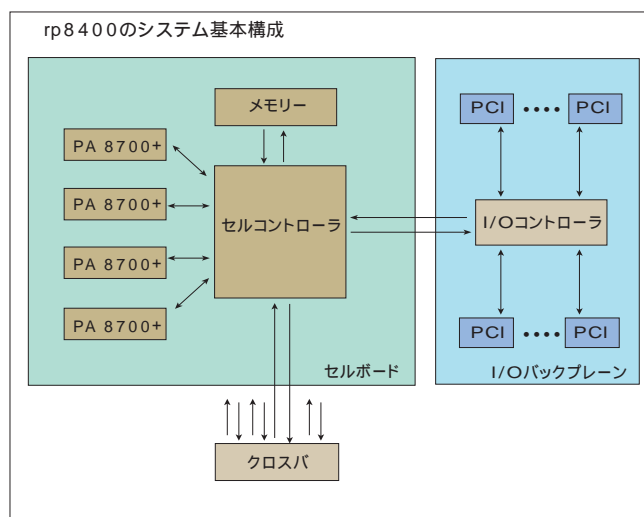 rp8400のシステム基本構成
メモリー
PA 8700+
PA 8700+
PA 8700+
PA 8700+
セルコントローラ
セルボード
PCI
PCI
I/Oコントローラ
PCI
PCI
I/Oバックプレーン
クロスバ